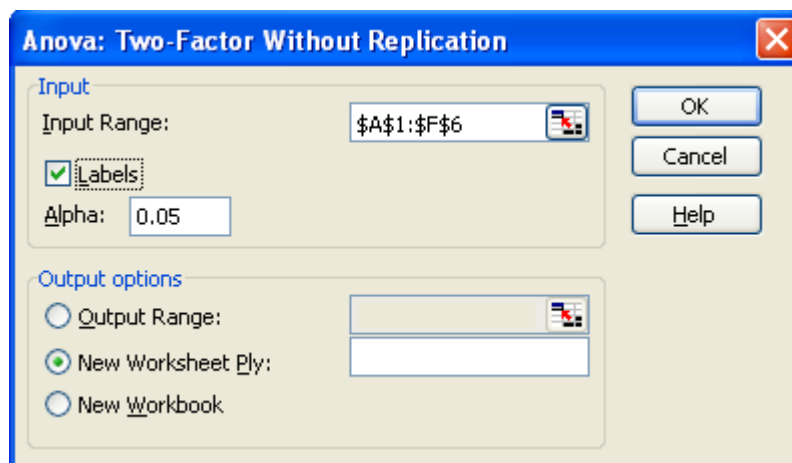 Anova: Two-Factor Without Replication
Input
Input Range: $A$1:$F$6
Labels
Alpha: 0.05
OK
Cancel
Help
Output options
Output Range:
New Worksheet Ply:
New Workbook